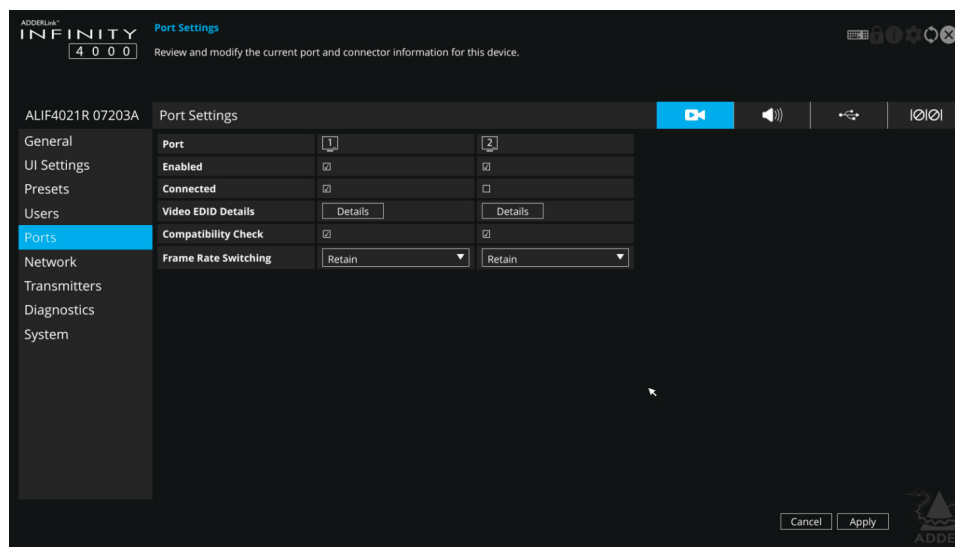 ADDERLink™
INFINITY
4000
Port Settings
Review and modify the current port and connector information for this device.
ALIF4021R 07203A
Port Settings
General
UI Settings
Presets
Users
Ports
Network
Transmitters
Diagnostics
System
Port 1 2
Enabled
Connected
Video EDID Details Details Details
Compatibility Check
Frame Rate Switching Retain Retain
Cancel Apply
ADDE